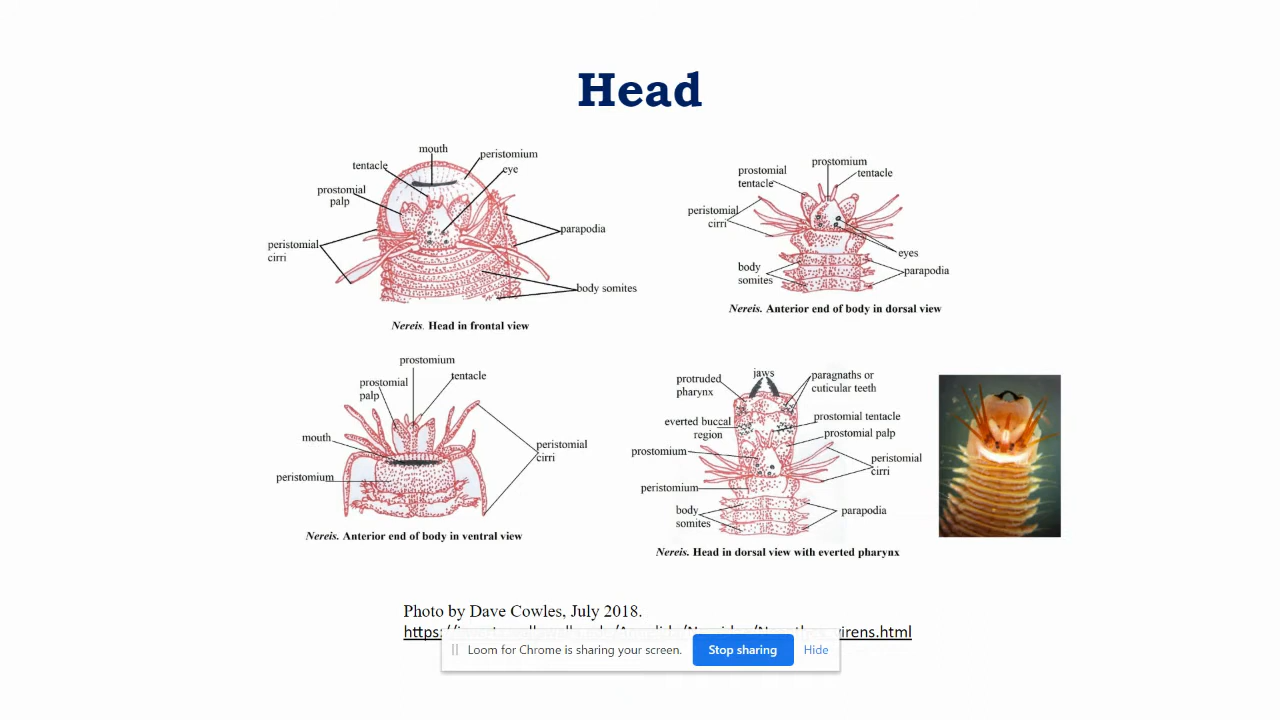 Head
mouth
tentacle
peristomium
eye
prostomial
palp
parapodia
peristomial
cirri
body somites
Nereis. Head in frontal view
prostomium
prostomial
tentacle
tentacle
peristomial
cirri
eyes
body
somites
parapodia
Nereis. Anterior end of body in dorsal view
prostomium
tentacle
prostomial
palp
mouth
peristomial
cirri
peristomium
Nereis. Anterior end of body in ventral view
jaws
protruded
pharynx
paragnaths or
cuticular teeth
everted buccal
region
prostomial tentacle
prostomial palp
prostomium
peristomial
cirri
peristomium
body
somites
parapodia
Nereis. Head in dorsal view with everted pharynx
Photo by Dave Cowles, July 2018.
virens.html
Loom for Chrome is sharing your screen.
Stop sharing
Hide